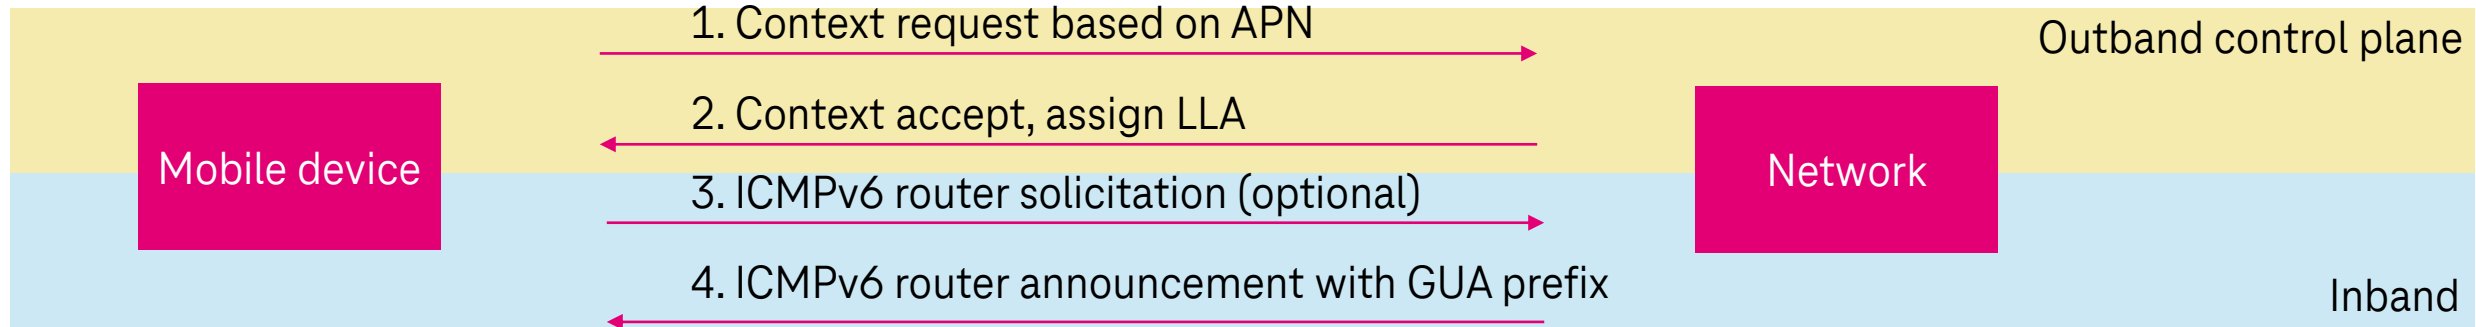 1. Context request based on APN
Outband control plane
2. Context accept, assign LLA
Mobile device
Network
3. ICMPv6 router solicitation (optional)
4. ICMPv6 router announcement with GUA prefix
Inband